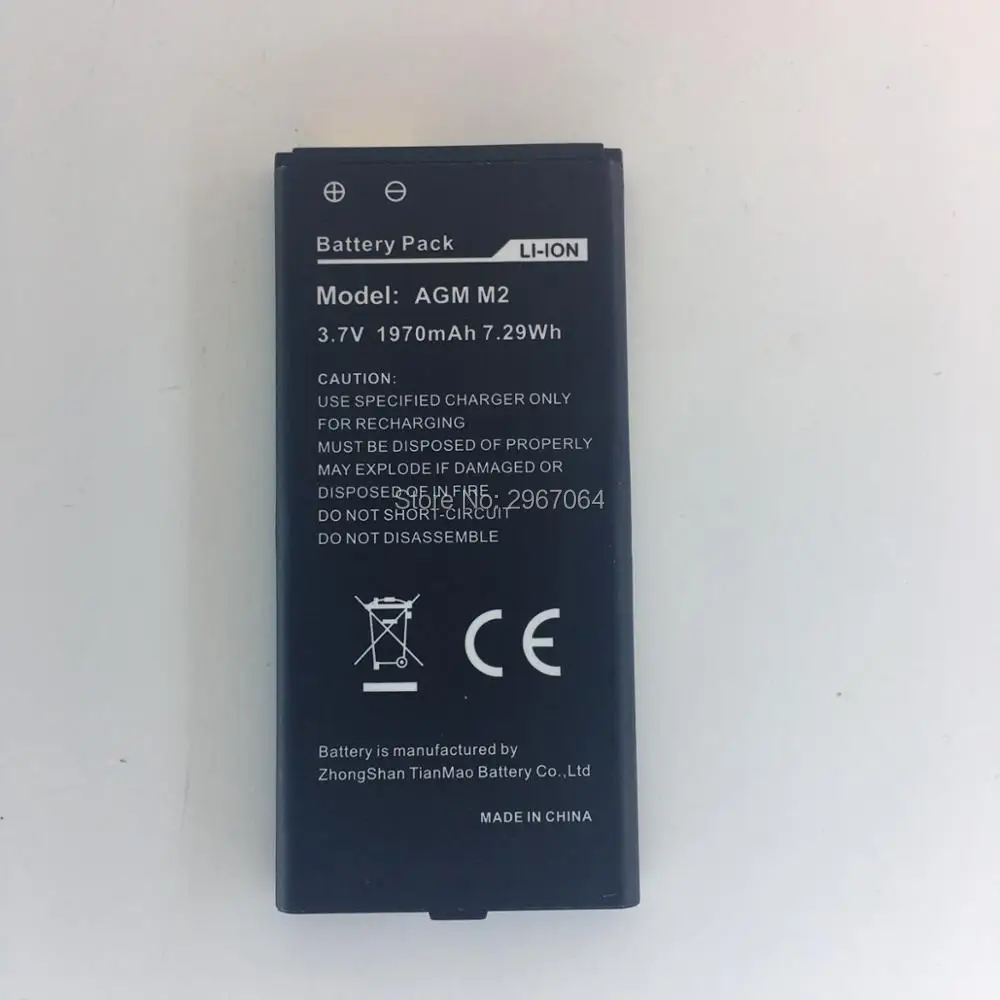 ⊕ ⊖
Battery Pack
LI-ION
Model: AGM M2
3.7V 1970mAh 7.29Wh
CAUTION:
USE SPECIFIED CHARGER ONLY
FOR RECHARGING
MUST BE DISPOSED OF PROPERLY
MAY EXPLODE IF DAMAGED OR
DISPOSED OF IN FIRE
Store No: 2967064
DO NOT SHORT-CIRCUIT
DO NOT DISASSEMBLE
CE
Battery is manufactured by
ZhongShan TianMao Battery Co.,Ltd
MADE IN CHINA